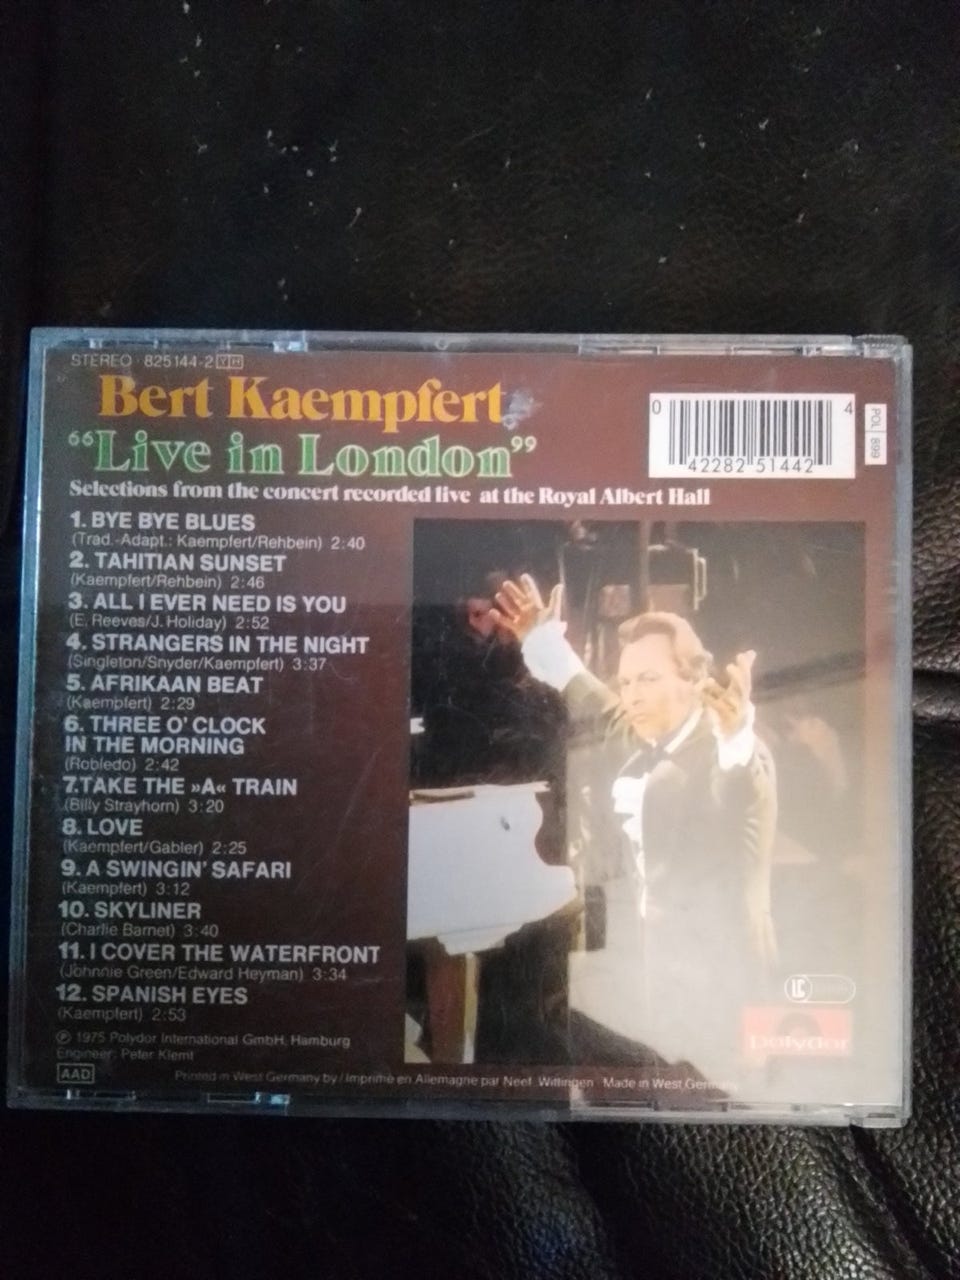 STEREO · 825 144-2 YH
Bert Kaempfert
“Live in London”
Selections from the concert recorded live at the Royal Albert Hall
0 42282 51442 4
POL 899
1. BYE BYE BLUES
(Trad.-Adapt.: Kaempfert/Rehbein) 2:40
2. TAHITIAN SUNSET
(Kaempfert/Rehbein) 2:46
3. ALL I EVER NEED IS YOU
(E. Reeves/J. Holiday) 2:52
4. STRANGERS IN THE NIGHT
(Singleton/Snyder/Kaempfert) 3:37
5. AFRIKAAN BEAT
(Kaempfert) 2:29
6. THREE O' CLOCK
IN THE MORNING
(Robledo) 2:42
7. TAKE THE »A« TRAIN
(Billy Strayhorn) 3:20
8. LOVE
(Kaempfert/Gabler) 2:25
9. A SWINGIN' SAFARI
(Kaempfert) 3:12
10. SKYLINER
(Charlie Barnet) 3:40
11. I COVER THE WATERFRONT
(Johnnie Green/Edward Heyman) 3:34
12. SPANISH EYES
(Kaempfert) 2:53
℗ 1975 Polydor International GmbH, Hamburg
Engineer: Peter Klemt
AAD
LC
Polydor
Printed in West Germany by / Imprimé en Allemagne par Neef, Wittingen Made in West Germany